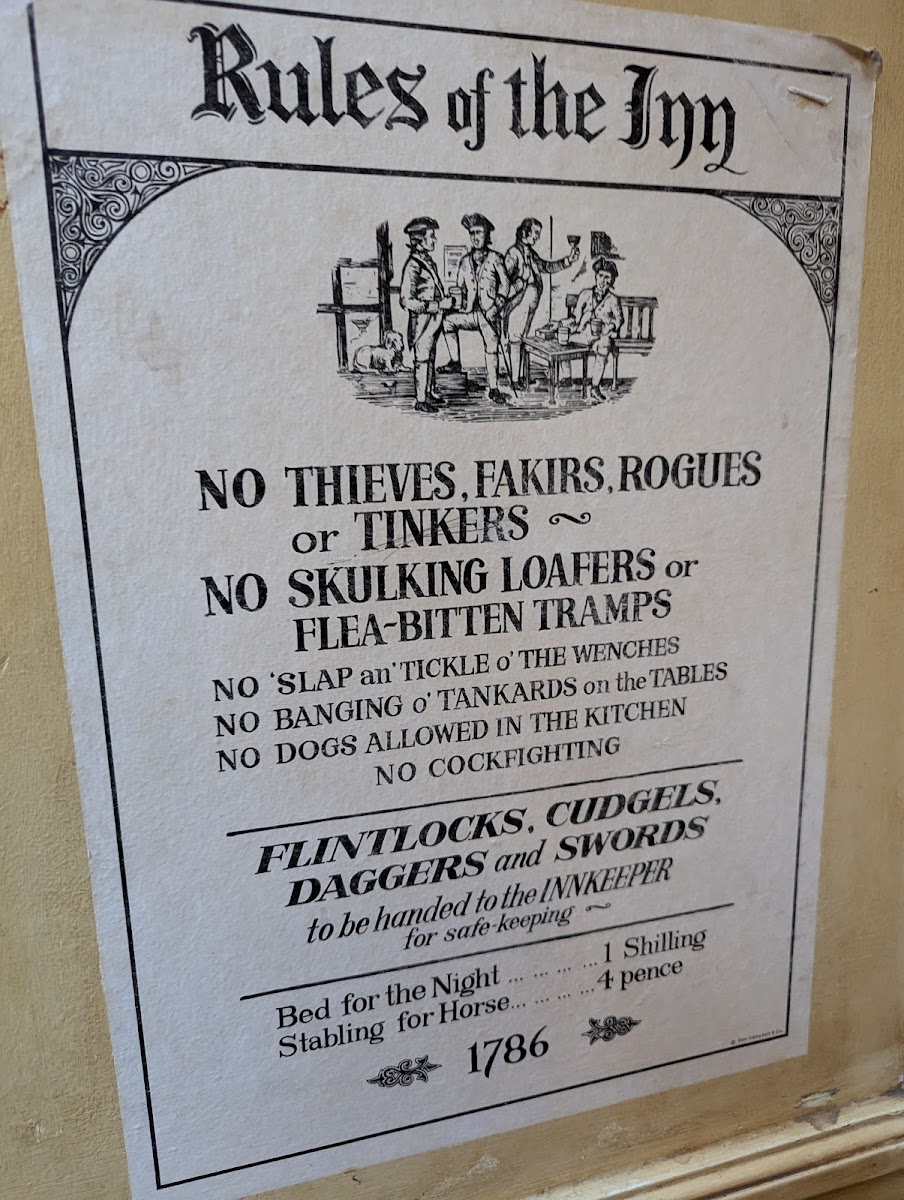 Rules of the Inn
NO THIEVES, FAKIRS, ROGUES
or TINKERS ~
NO SKULKING LOAFERS or
FLEA-BITTEN TRAMPS
NO 'SLAP an' TICKLE o' THE WENCHES
NO BANGING o' TANKARDS on the TABLES
NO DOGS ALLOWED IN THE KITCHEN
NO COCKFIGHTING
FLINTLOCKS, CUDGELS,
DAGGERS and SWORDS
to be handed to the INNKEEPER
for safe-keeping ~
Bed for the Night ... ... ... ... 1 Shilling
Stabling for Horse... ... ... ... 4 pence
1786